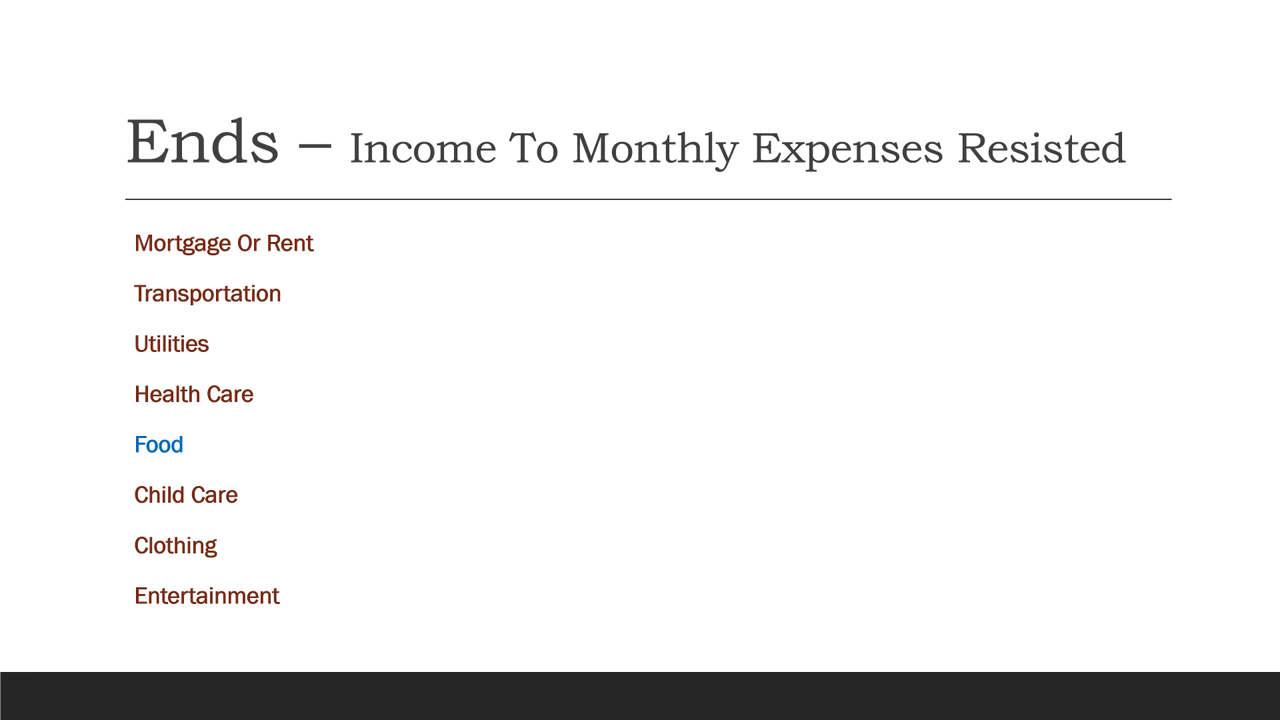 Ends – Income To Monthly Expenses Resisted
Mortgage Or Rent
Transportation
Utilities
Health Care
Food
Child Care
Clothing
Entertainment